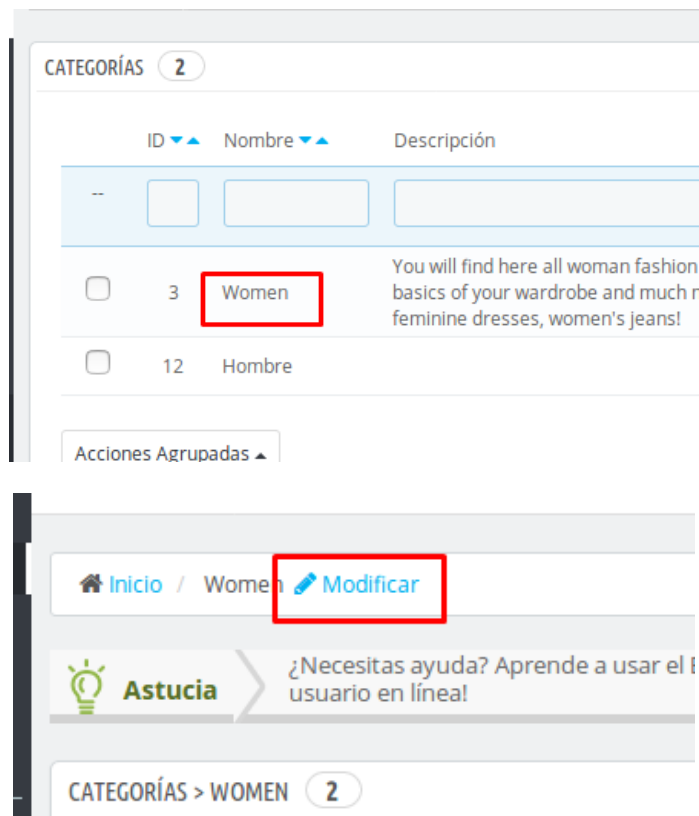 CATEGORÍAS 2
ID Nombre Descripción
--
You will find here all woman fashion
3 Women basics of your wardrobe and much
feminine dresses, women's jeans!
12 Hombre
Acciones Agrupadas
Inicio / Women Modificar
Astucia ¿Necesitas ayuda? Aprende a usar el
usuario en línea!
CATEGORÍAS > WOMEN 2